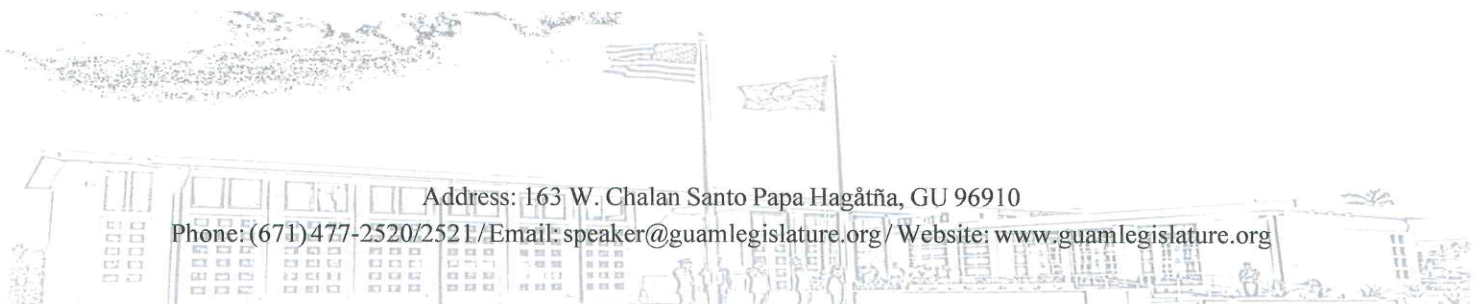 Address: 163 W. Chalan Santo Papa Hagåtña, GU 96910
Phone: (671)477-2520/2521/Email: speaker@guamlegislature.org/Website: www.guamlegislature.org